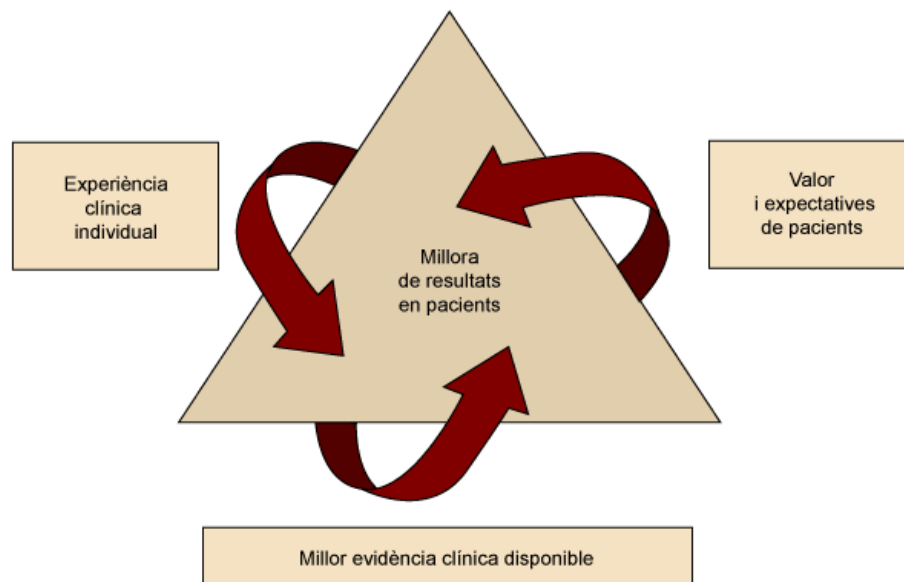 Experiència
clínica
individual
Valor
i expectatives
de pacients
Millora
de resultats
en pacients
Millor evidència clínica disponible